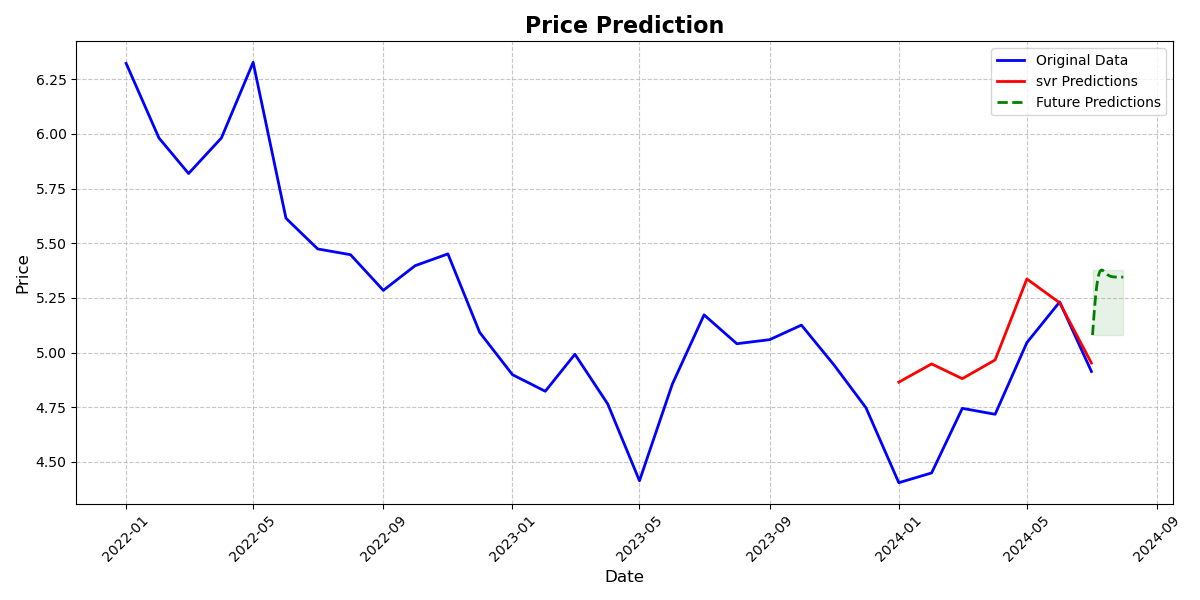 Price Prediction
Original Data
svr Predictions
Future Predictions
Price
6.25
6.00
5.75
5.50
5.25
5.00
4.75
4.50
2022-01
2022-05
2022-09
2023-01
2023-05
2023-09
2024-01
2024-05
2024-09
Date